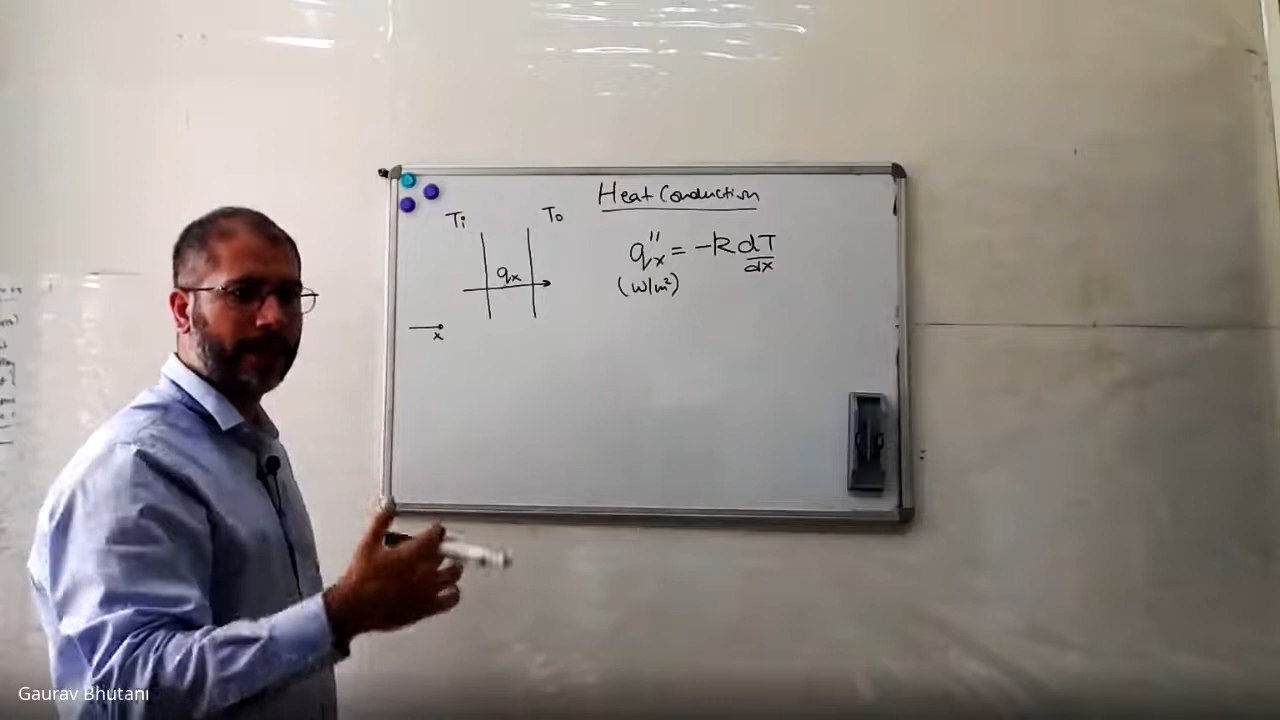 Heat Conduction
Ti To
qx
x
q''x = -k dT/dx
(W/m²)
Gaurav Bhutani